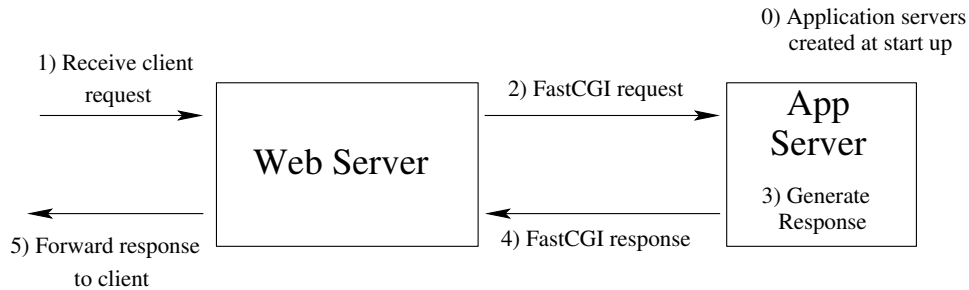 0) Application servers
created at start up
1) Receive client
request
2) FastCGI request
App
Server
Web Server
3) Generate
Response
5) Forward response
to client
4) FastCGI response